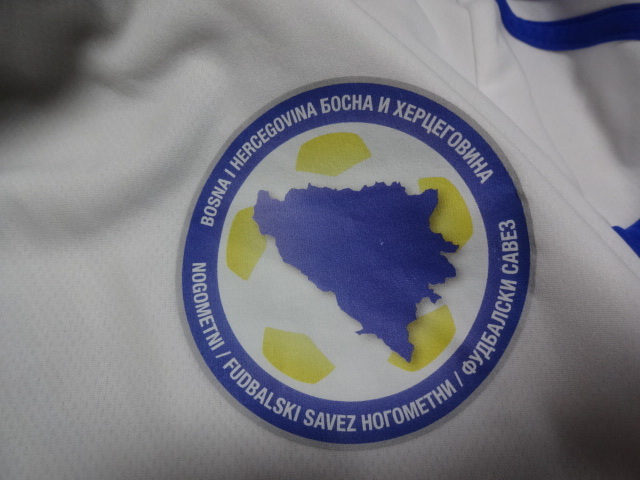 BOSNA I HERCEGOVINA БОСНА И ХЕРЦЕГОВИНА
NOGOMETNI / FUDBALSKI SAVEZ НОГОМЕТНИ / ФУДБАЛСКИ САВЕЗ